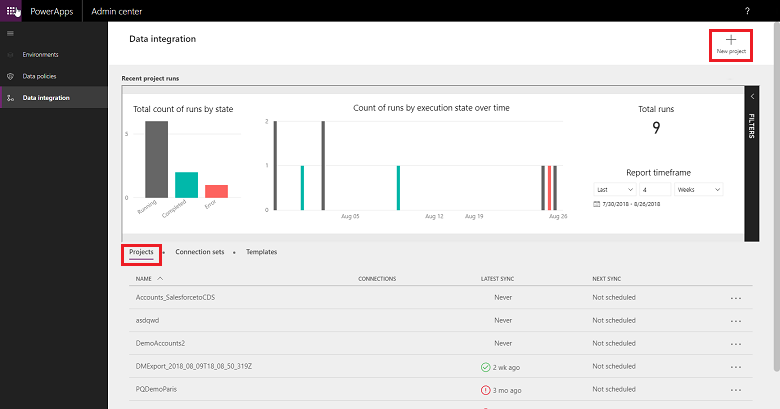 PowerApps Admin center ?
Environments
Data policies
Data integration
Data integration
New project
Recent project runs
Total count of runs by state
5
0
Running
Completed
Error
Count of runs by execution state over time
2
1
0
Aug 05 Aug 12 Aug 19 Aug 26
Total runs
9
Report timeframe
Last 4 Weeks
7/30/2018 - 8/26/2018
FILTERS
Projects • Connection sets • Templates
NAME CONNECTIONS LATEST SYNC NEXT SYNC
Accounts_SalesforcetoCDS Never Not scheduled ...
asdqwd Never Not scheduled ...
DemoAccounts2 Never Not scheduled ...
DMExport_2018_08_09T18_08_50_319Z 2 wk ago Not scheduled ...
PQDemoParis 3 mo ago Not scheduled ...